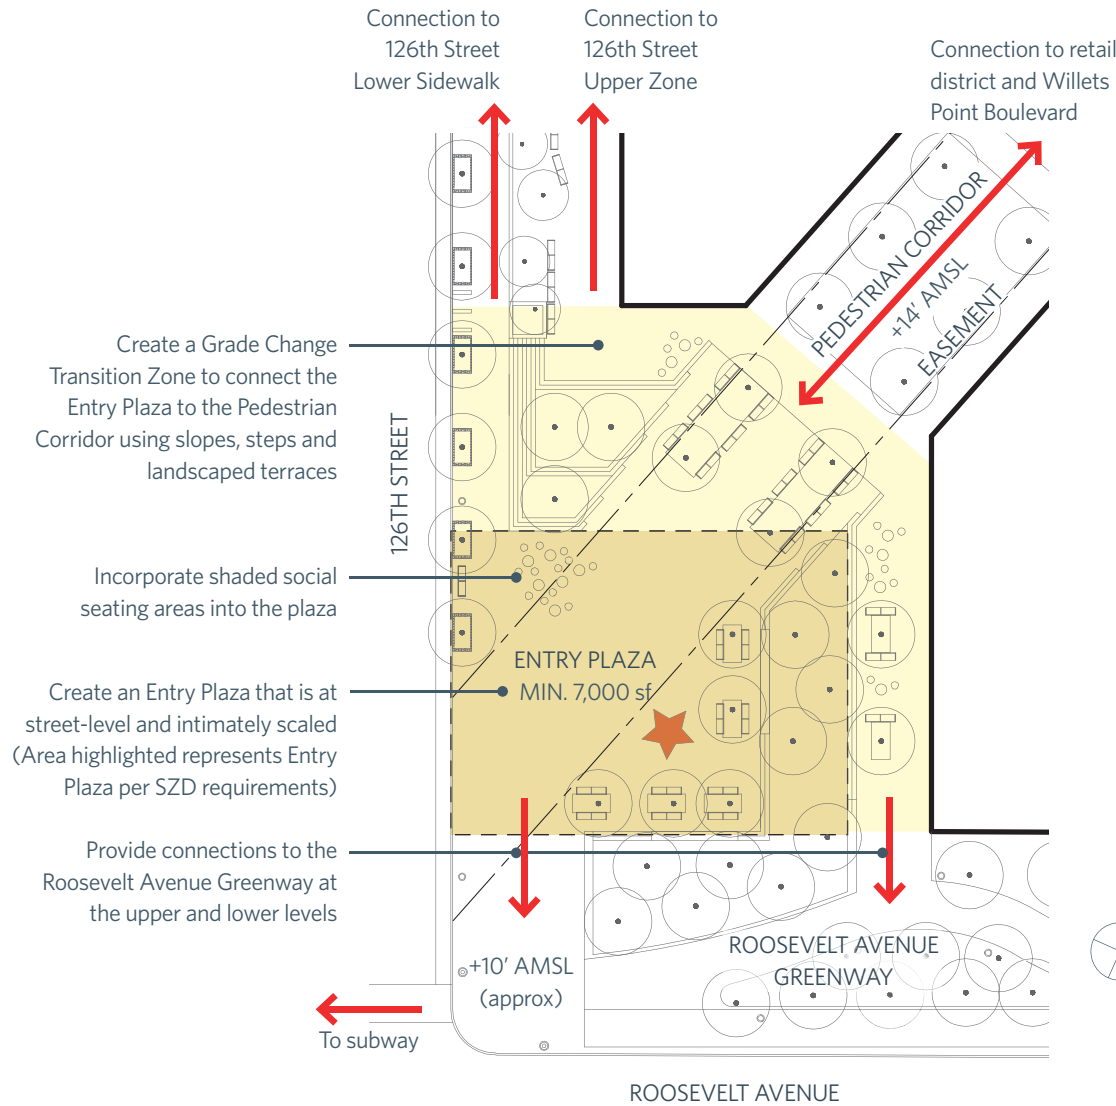 Connection to
126th Street
Lower Sidewalk
Connection to
126th Street
Upper Zone
Connection to retail
district and Willets
Point Boulevard
PEDESTRIAN CORRIDOR
+14' AMSL
EASEMENT
Create a Grade Change
Transition Zone to connect the
Entry Plaza to the Pedestrian
Corridor using slopes, steps and
landscaped terraces
126TH STREET
Incorporate shaded social
seating areas into the plaza
ENTRY PLAZA
MIN. 7,000 sf
Create an Entry Plaza that is at
street-level and intimately scaled
(Area highlighted represents Entry
Plaza per SZD requirements)
Provide connections to the
Roosevelt Avenue Greenway at
the upper and lower levels
ROOSEVELT AVENUE
GREENWAY
+10' AMSL
(approx)
To subway
ROOSEVELT AVENUE